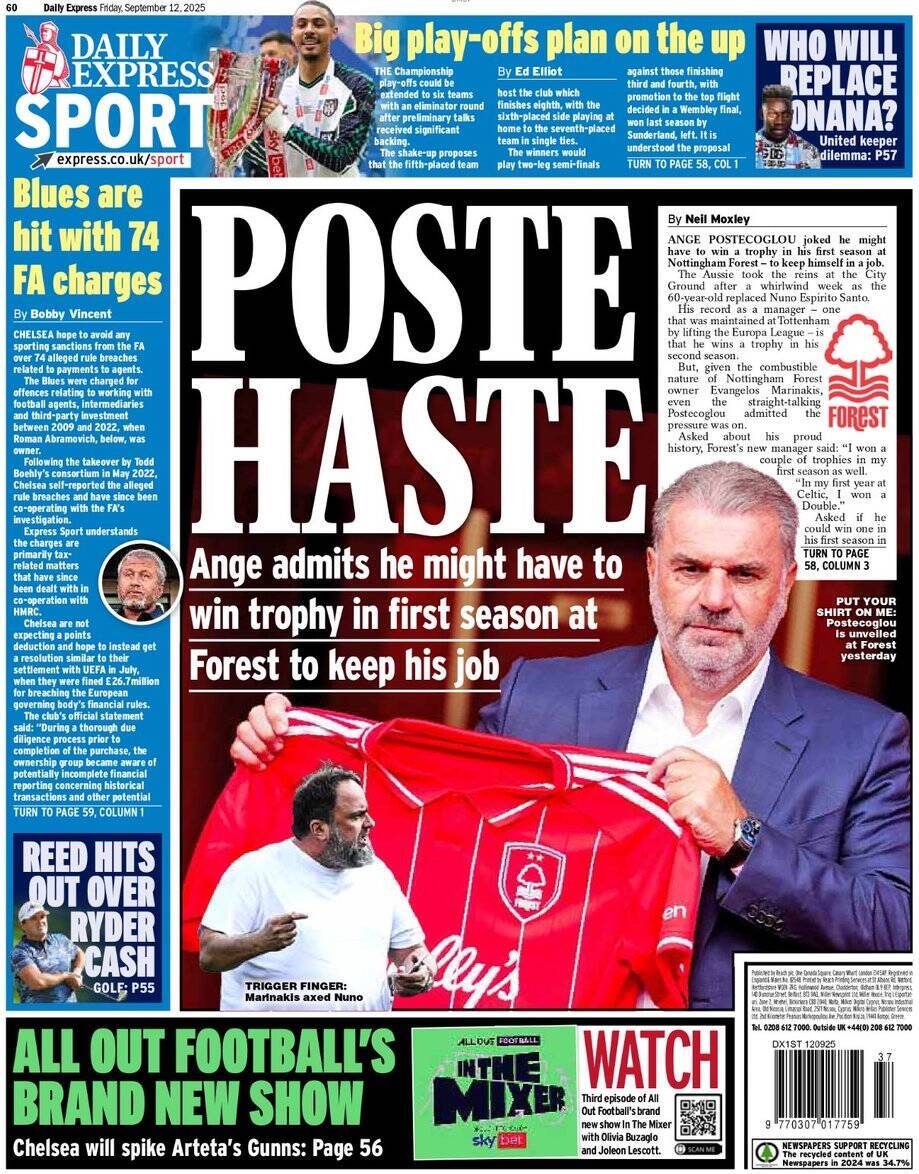 60 Daily Express Friday, September 12, 2025
DAILY
EXPRESS
SPORT
express.co.uk/sport
Big play-offs plan on the up
THE Championship
play-offs could be
extended to six teams
with an eliminator round
after preliminary talks
received significant
backing.
The shake-up proposes
that the fifth-placed team
By Ed Elliot
host the club which
finishes eighth, with the
sixth-placed side playing at
home to the seventh-placed
team in single ties.
The winners would
play two-leg semi-finals
against those finishing
third and fourth, with
promotion to the top flight
decided in a Wembley final,
won last season by
Sunderland, left. It is
understood the proposal
TURN TO PAGE 58, COL 1
WHO WILL
REPLACE
ONANA?
United keeper
dilemma: P57
Blues are
hit with 74
FA charges
By Bobby Vincent
CHELSEA hope to avoid any
sporting sanctions from the FA
over 74 alleged rule breaches
related to payments to agents.
The Blues were charged for
offences relating to working with
football agents, intermediaries
and third-party investment
between 2009 and 2022, when
Roman Abramovich, below, was
owner.
Following the takeover by Todd
Boehly's consortium in May 2022,
Chelsea self-reported the alleged
rule breaches and have since been
co-operating with the FA's
investigation.
Express Sport understands
the charges are
primarily tax-
related matters
that have since
been dealt with in
co-operation with
HMRC.
Chelsea are not
expecting a points
deduction and hope to instead get
a resolution similar to their
settlement with UEFA in July,
when they were fined £26.7million
for breaching the European
governing body's financial rules.
The club's official statement
said: "During a thorough due
diligence process prior to
completion of the purchase, the
ownership group became aware of
potentially incomplete financial
reporting concerning historical
transactions and other potential
TURN TO PAGE 59, COLUMN 1
POSTE
HASTE
Ange admits he might have to
win trophy in first season at
Forest to keep his job
By Neil Moxley
ANGE POSTECOGLOU joked he might
have to win a trophy in his first season at
Nottingham Forest – to keep himself in a job.
The Aussie took the reins at the City
Ground after a whirlwind week as the
60-year-old replaced Nuno Espirito Santo.
His record as a manager – one
that was maintained at Tottenham
by lifting the Europa League – is
that he wins a trophy in his
second season.
But, given the combustible
nature of Nottingham Forest
owner Evangelos Marinakis,
even the straight-talking
Postecoglou admitted the
pressure was on.
Asked about his proud
history, Forest's new manager said: "I won a
couple of trophies in my
first season as well.
"In my first year at
Celtic, I won a
Double."
Asked if he
could win one in
his first season in
TURN TO PAGE
58, COLUMN 3
FOREST
PUT YOUR
SHIRT ON ME:
Postecoglou
is unveiled
at Forest
yesterday
FOREST
en
lly's
TRIGGER FINGER:
Marinakis axed Nuno
REED HITS
OUT OVER
RYDER
CASH
GOLF: P55
ALL OUT FOOTBALL'S
BRAND NEW SHOW
Chelsea will spike Arteta's Gunns: Page 56
ALL OUT FOOTBALL
IN THE
MIXER
sky bet
WATCH
Third episode of All
Out Football's brand
new show In The Mixer
with Olivia Buzaglo
and Joleon Lescott.
SCAN ME
Tel. 0208 612 7000. Outside UK +44(0) 208 612 7000
DX1ST 120925
37
9 770307 017759
NEWSPAPERS SUPPORT RECYCLING
The recycled content of UK
Newspapers in 2024 was 34.7%